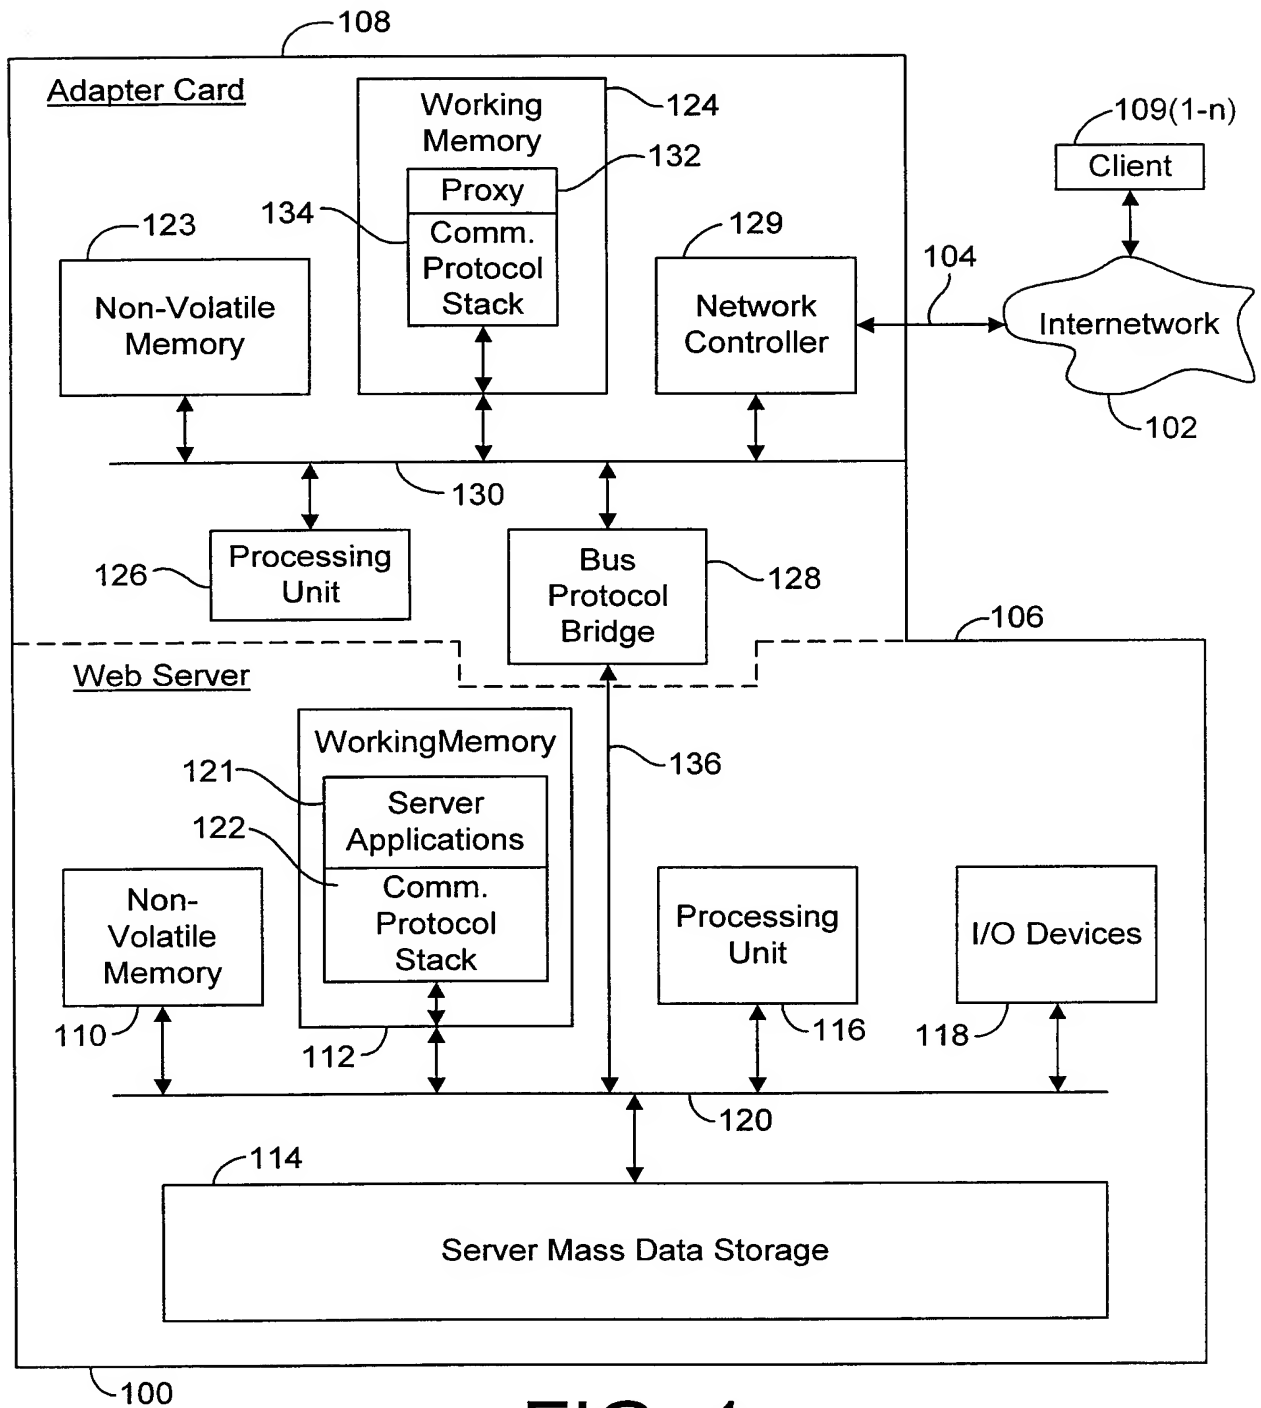 108
Adapter Card
Working
Memory
124
132
Proxy
134
Comm.
Protocol
Stack
123
Non-Volatile
Memory
129
Network
Controller
104
109(1-n)
Client
Internetwork
102
130
126
Processing
Unit
Bus
Protocol
Bridge
128
106
Web Server
WorkingMemory
136
121
Server
Applications
122
Comm.
Protocol
Stack
Non-
Volatile
Memory
110
112
Processing
Unit
116
I/O Devices
118
120
114
Server Mass Data Storage
100